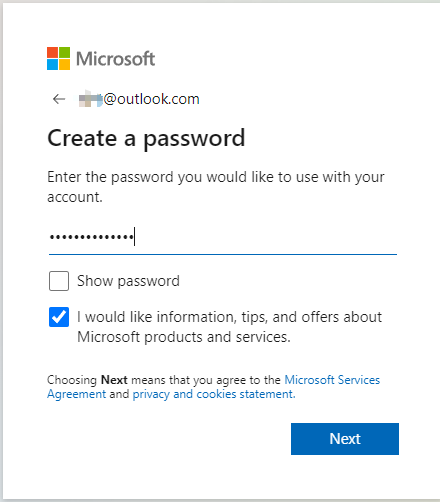 Microsoft
@outlook.com
Create a password
Enter the password you would like to use with your
account.
••••••••••••••
Show password
I would like information, tips, and offers about
Microsoft products and services.
Choosing Next means that you agree to the Microsoft Services
Agreement and privacy and cookies statement.
Next